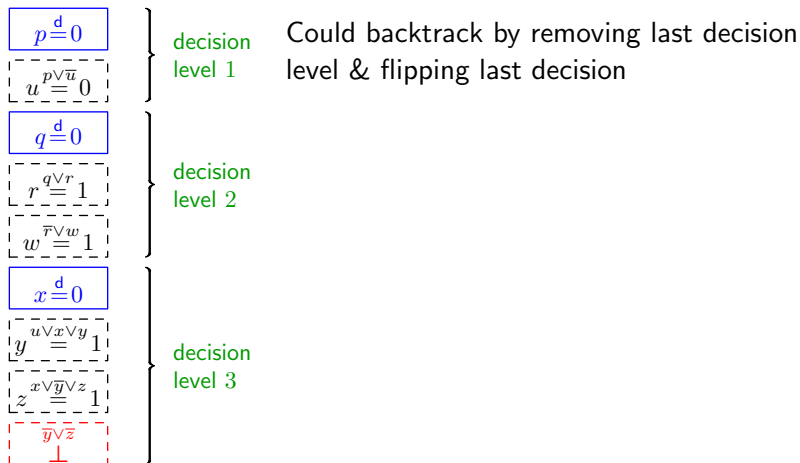 p d= 0
decision
level 1
Could backtrack by removing last decision
level & flipping last decision
u p∨u̅= 0
q d= 0
r q∨r= 1
decision
level 2
w r̅∨w= 1
x d= 0
y u∨x∨y= 1
decision
level 3
z x∨y̅∨z= 1
y̅∨z̅
⊥